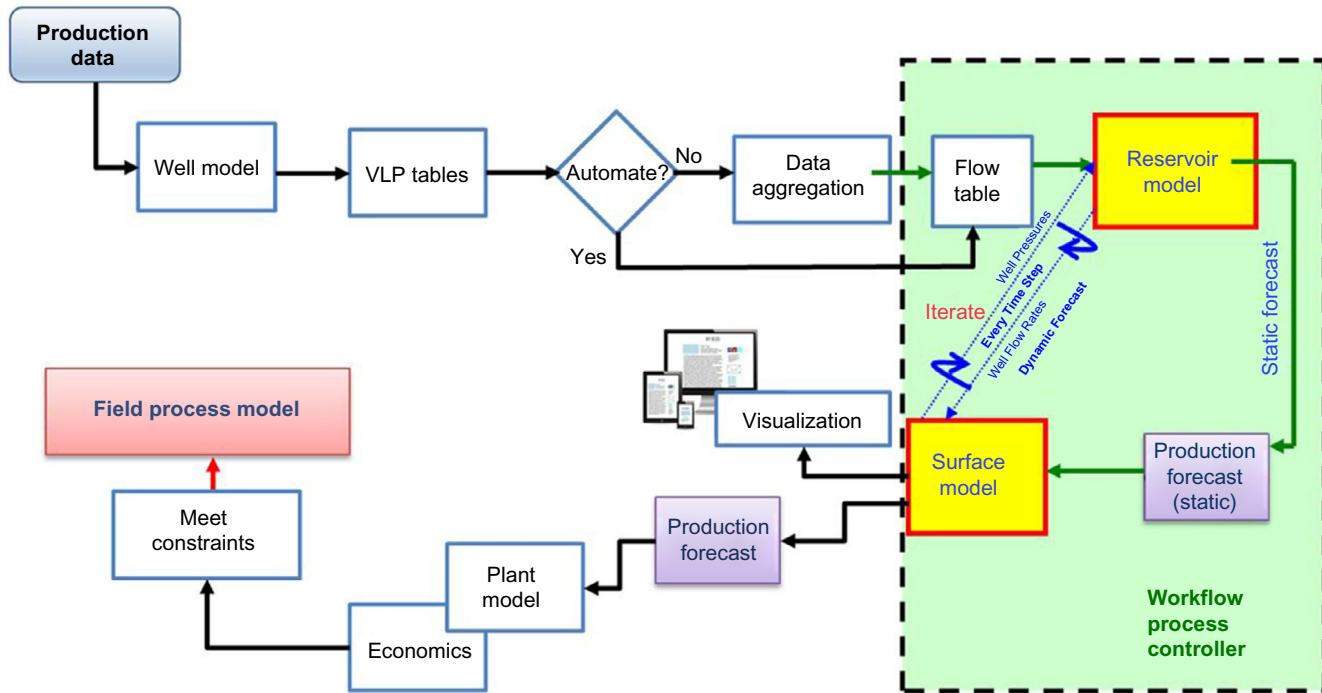 Production
data
Well model
VLP tables
Automate?
No
Yes
Data
aggregation
Flow
table
Reservoir
model
Well Pressures
Every Time Step
Well Flow Rates
Dynamic Forecast
Iterate
Static forecast
Field process model
Visualization
Surface
model
Production
forecast
(static)
Meet
constraints
Production
forecast
Plant
model
Economics
Workflow
process
controller